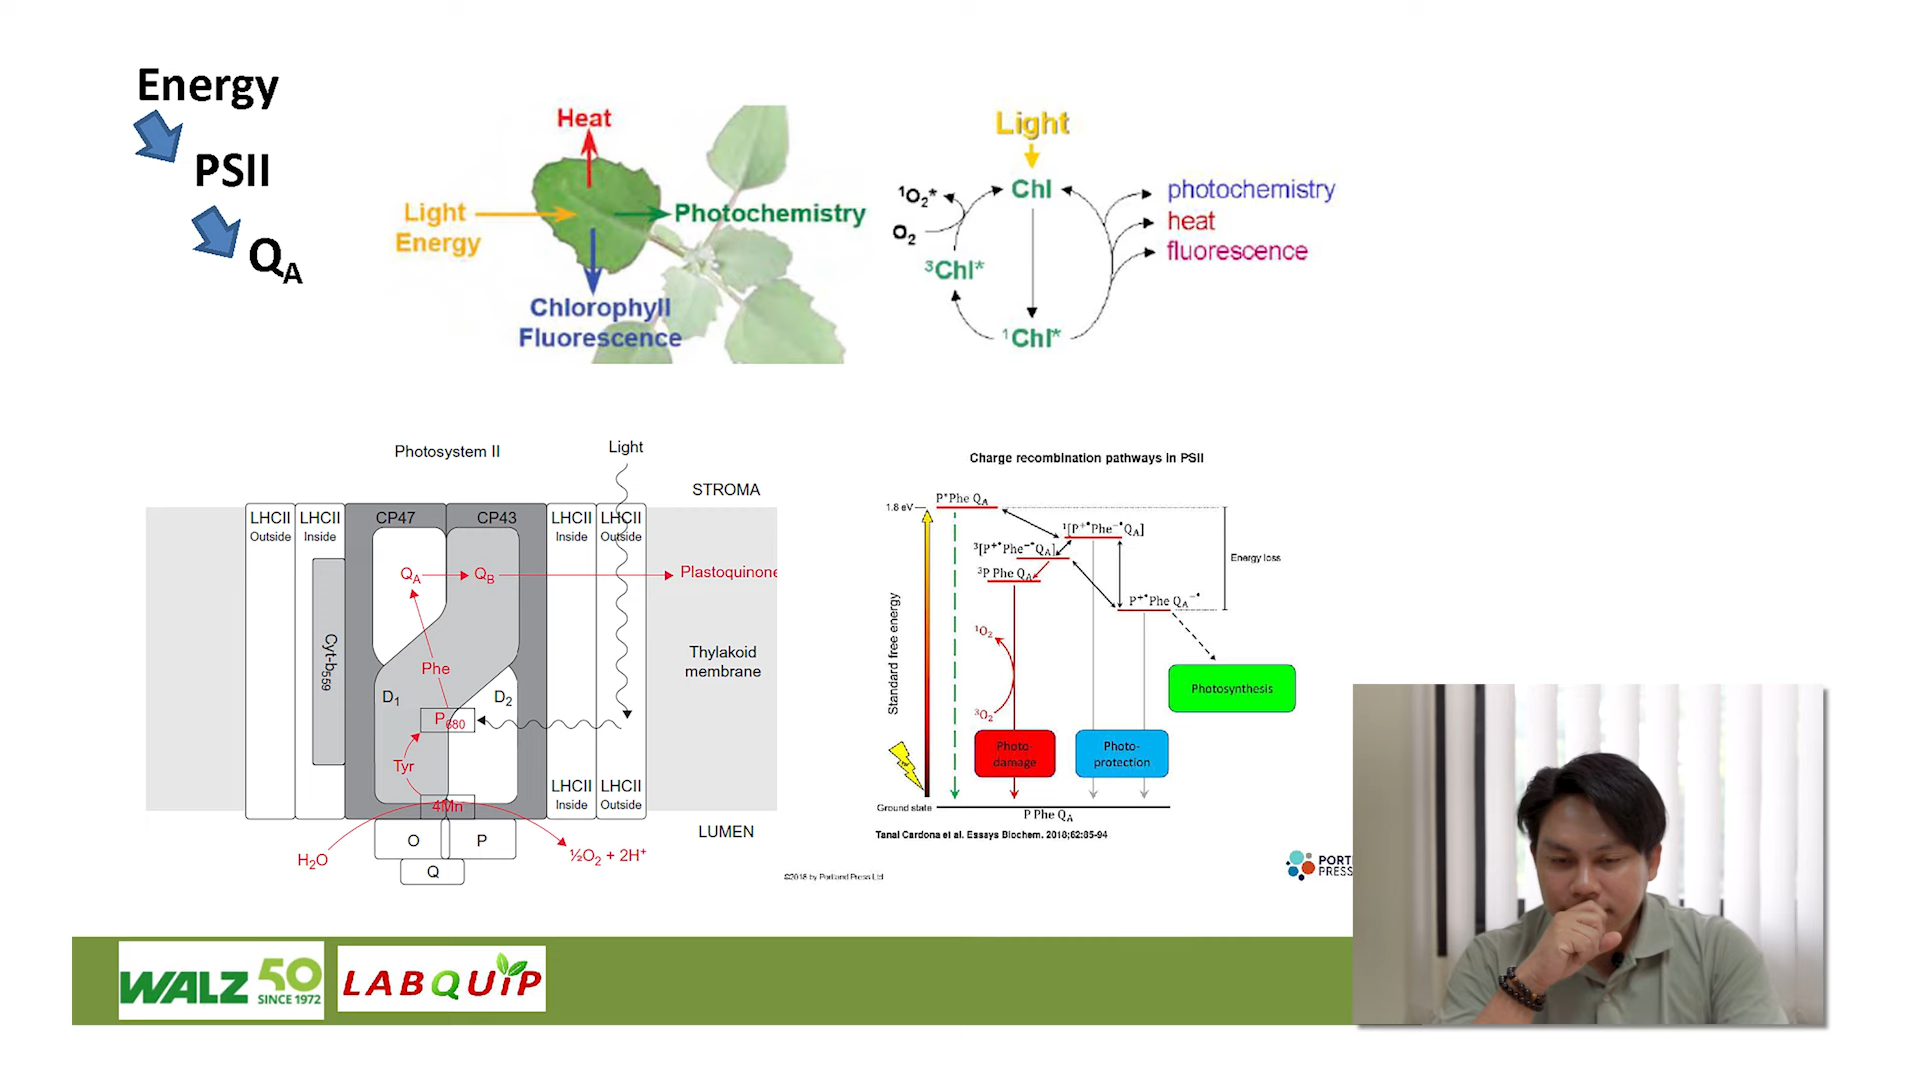 Energy
PSII
QA
Heat
Light
Energy
Photochemistry
Chlorophyll
Fluorescence
Light
¹O₂*
Chl
O₂
³Chl*
¹Chl*
photochemistry
heat
fluorescence
Photosystem II
Light
STROMA
LHCII
Outside
LHCII
Inside
CP47
CP43
LHCII
Inside
LHCII
Outside
QA
QB
Plastoquinone
Cyt-b₅₅₉
Phe
Thylakoid
membrane
D₁
D₂
P₆₈₀
Tyr
4Mn
LHCII
Inside
LHCII
Outside
O
P
Q
H₂O
½O₂ + 2H⁺
LUMEN
Charge recombination pathways in PSII
1.8 eV
P*Phe QA
¹[P⁺•Phe⁻•QA]
³[P⁺•Phe⁻•QA]
³P Phe QA
P⁺•Phe QA⁻•
Energy loss
Standard free energy
¹O₂
³O₂
Photosynthesis
Photo-
damage
Photo-
protection
Ground state
P Phe QA
Tanai Cardona et al. Essays Biochem. 2018;62:85-94
©2018 by Portland Press Ltd
PORT
PRESS
WALZ 50
SINCE 1972
LABQUIP